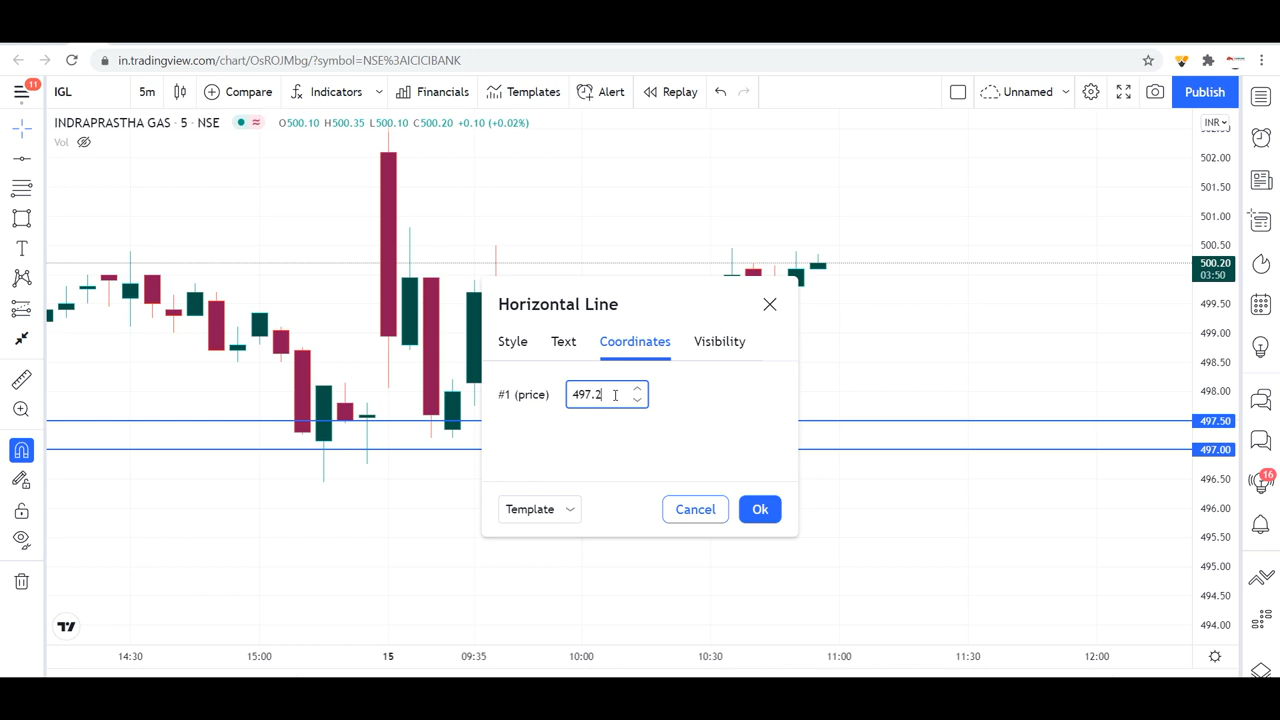 in.tradingview.com/chart/OsROJMbg/?symbol=NSE%3AICICIBANK
11
IGL 5m Compare Indicators Financials Templates Alert Replay Unnamed Publish
INDRAPRASTHA GAS · 5 · NSE O500.10 H500.35 L500.10 C500.20 +0.10 (+0.02%)
INR
Vol
502.00
501.50
501.00
500.50
500.20
03:50
499.50
499.00
498.50
498.00
497.50
497.00
496.50
496.00
495.50
495.00
494.50
494.00
Horizontal Line
Style Text Coordinates Visibility
#1 (price) 497.2
Template Cancel Ok
16
14:30 15:00 15 09:35 10:00 10:30 11:00 11:30 12:00